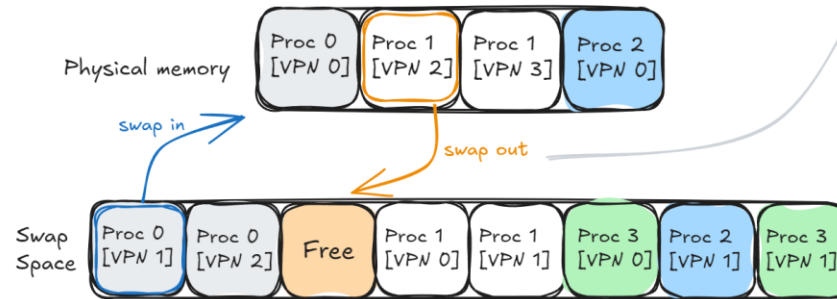 Proc 0
[VPN 0]
Proc 1
[VPN 2]
Proc 1
[VPN 3]
Proc 2
[VPN 0]
Physical memory
swap in
swap out
Swap
Space
Proc 0
[VPN 1]
Proc 0
[VPN 2]
Free
Proc 1
[VPN 0]
Proc 1
[VPN 1]
Proc 3
[VPN 0]
Proc 2
[VPN 1]
Proc 3
[VPN 1]